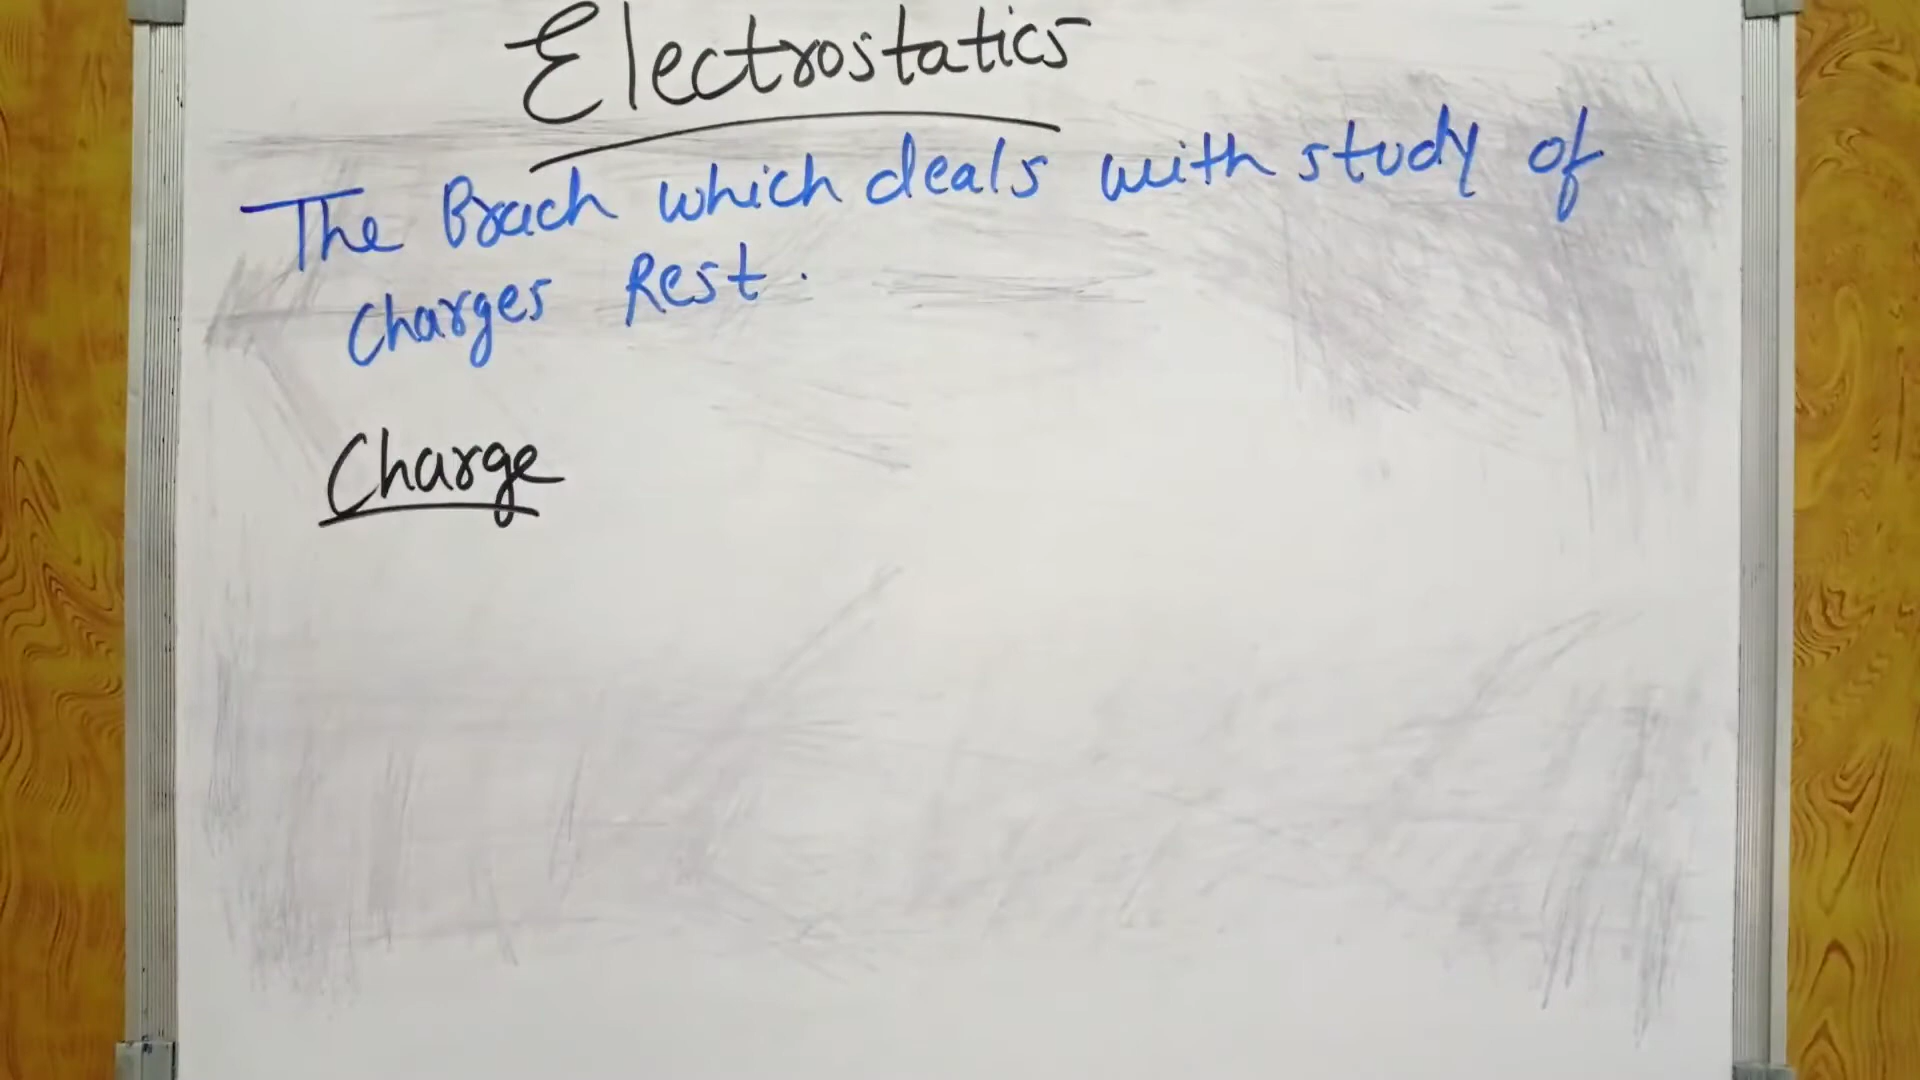 Electrostatics
The Brach which deals with study of
charges Rest.
Charge